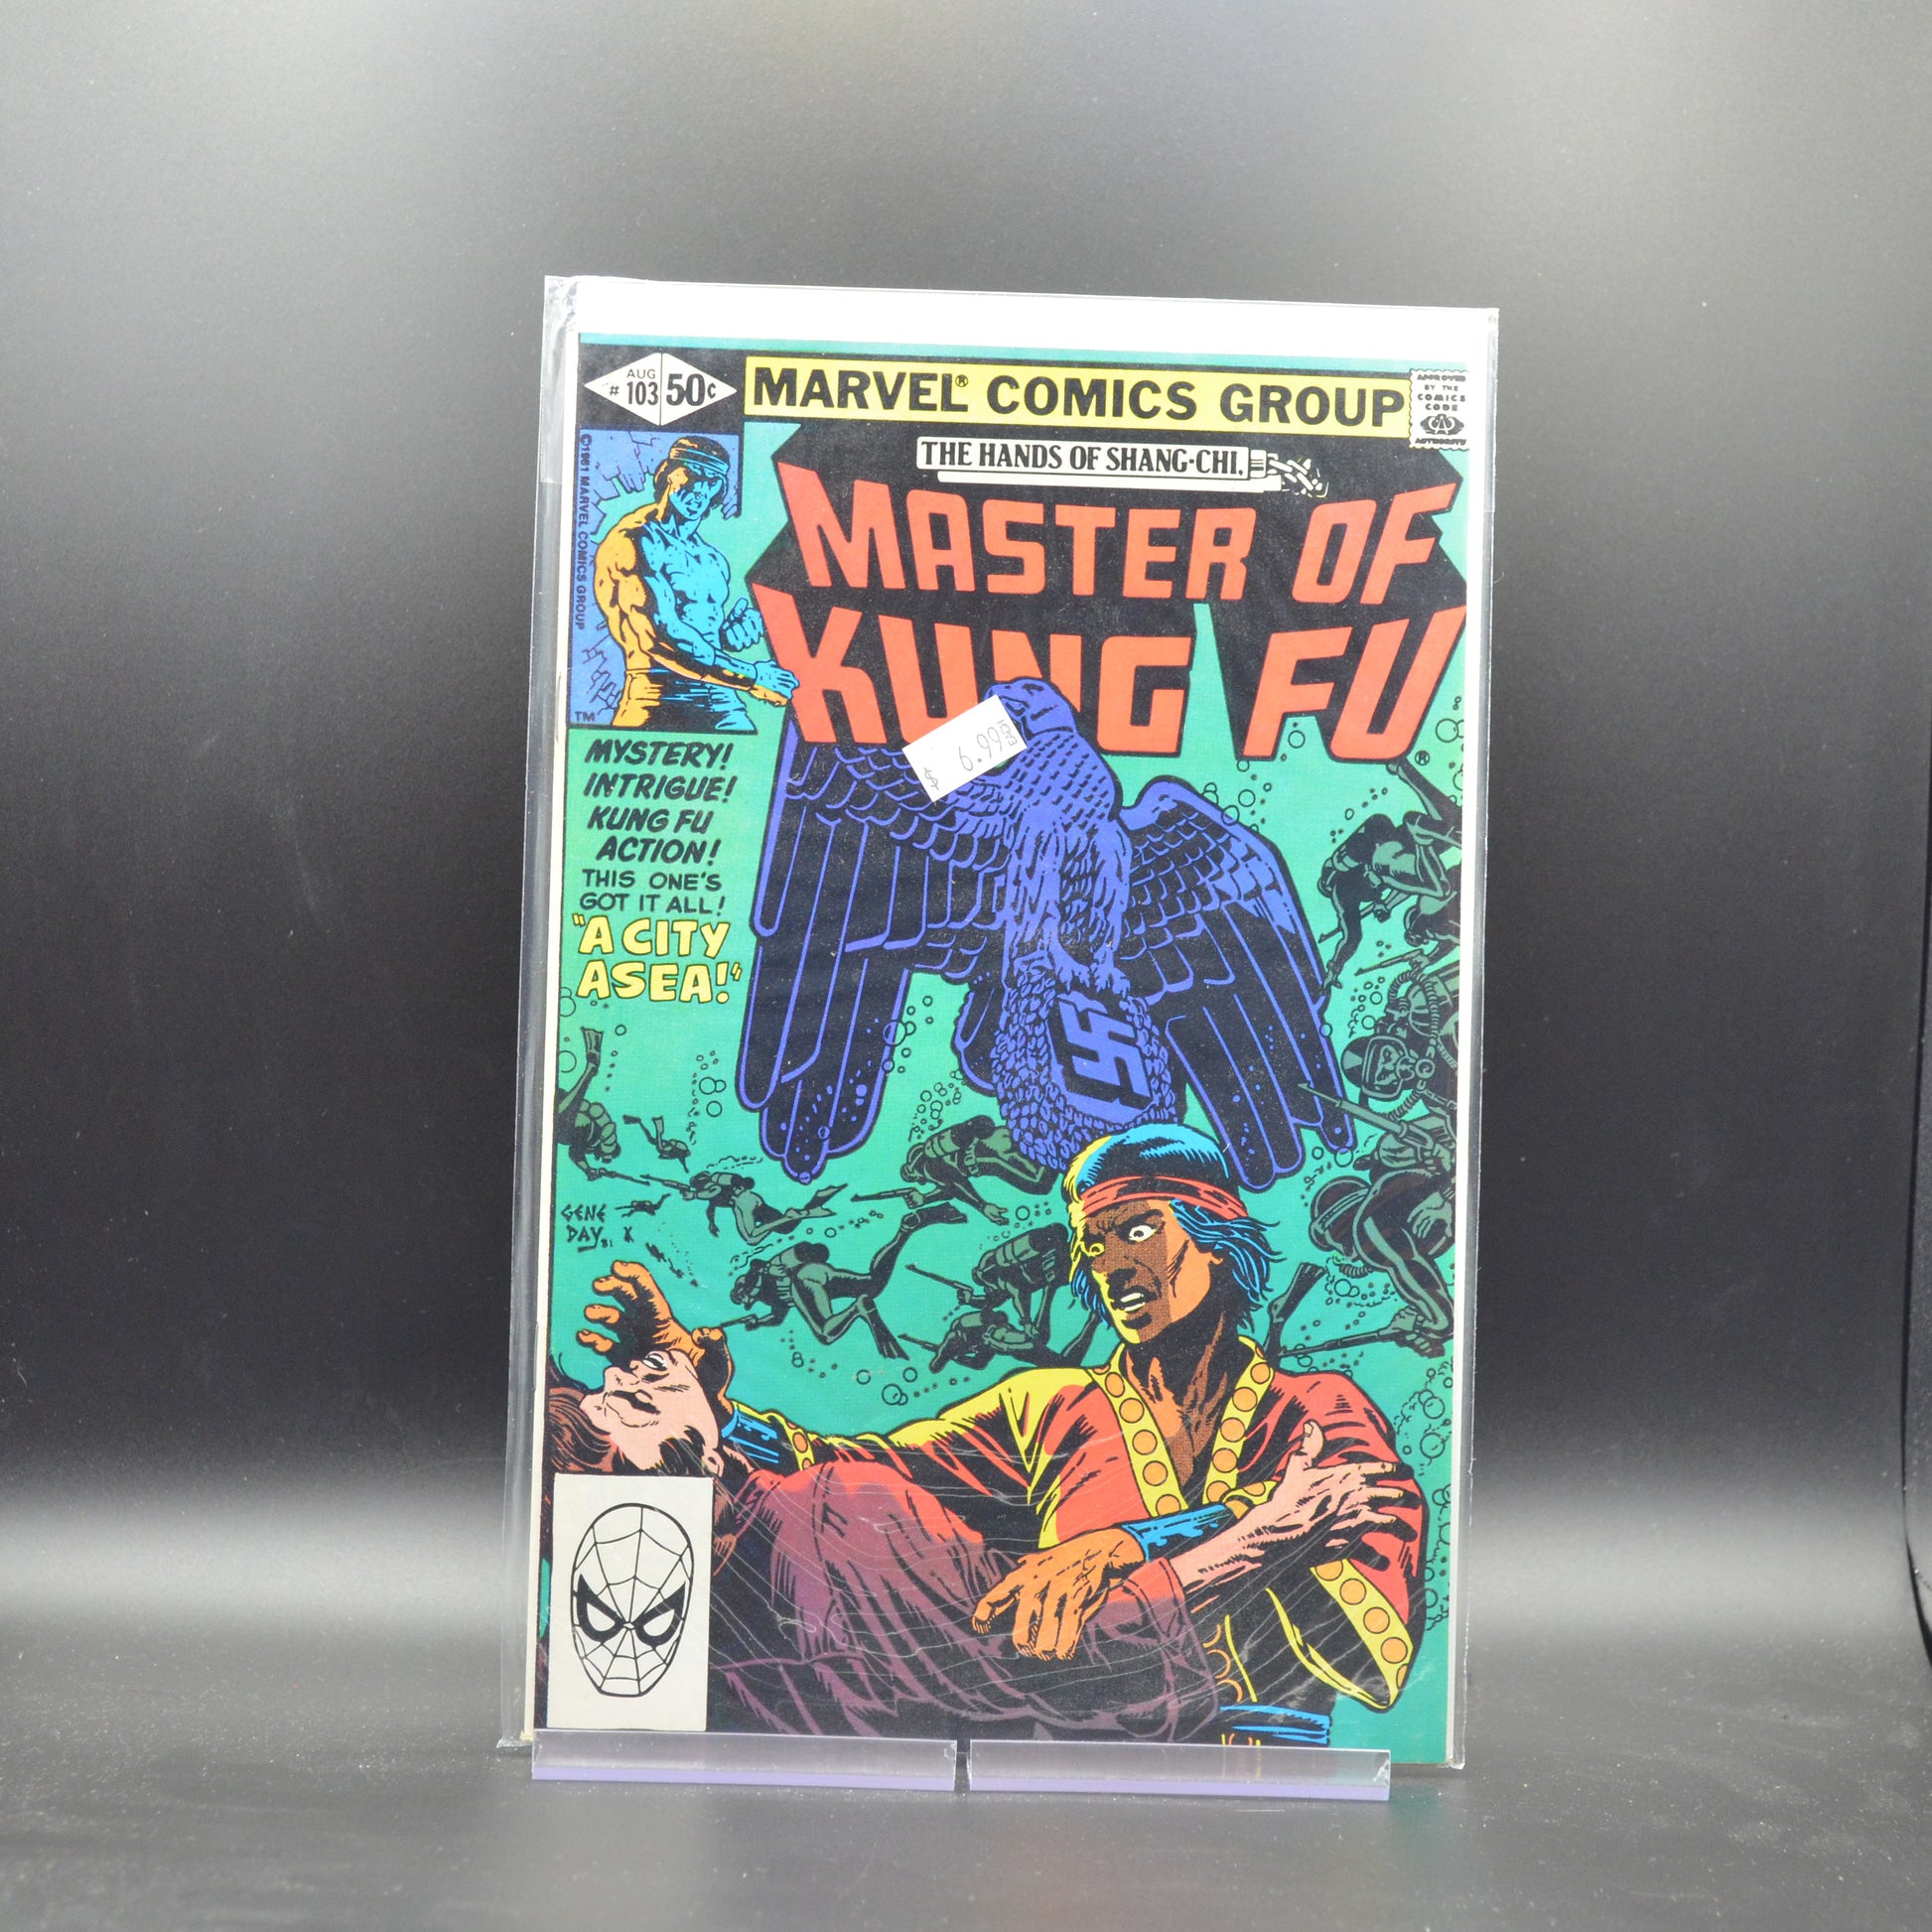 AUG
# 103
50¢
MARVEL® COMICS GROUP
APPROVED
BY THE
COMICS
CODE
AUTHORITY
©1981 MARVEL COMICS GROUP
THE HANDS OF SHANG-CHI,
MASTER OF
KUNG FU®
TM
6.99 EACH
MYSTERY!
INTRIGUE!
KUNG FU
ACTION!
THIS ONE'S
GOT IT ALL!
"A CITY
ASEA!"
GENE
DAY 81